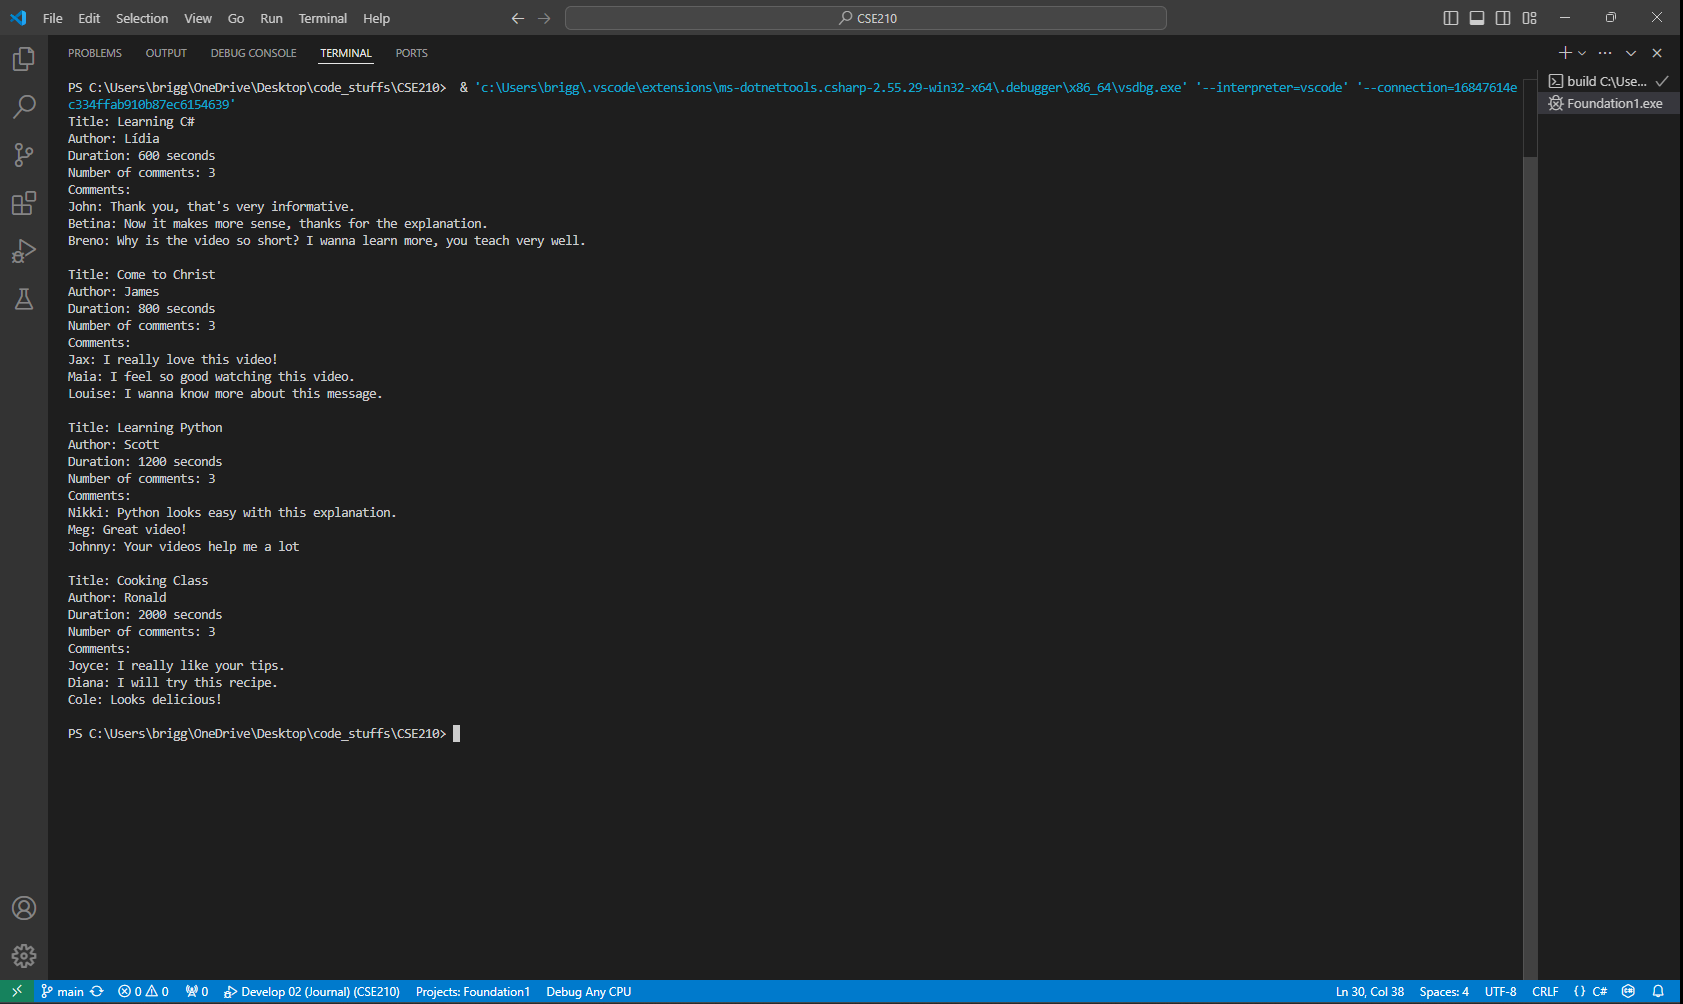 File Edit Selection View Go Run Terminal Help
CSE210
PROBLEMS OUTPUT DEBUG CONSOLE TERMINAL PORTS
PS C:\Users\brigg\OneDrive\Desktop\code_stuffs\CSE210>  & 'c:\Users\brigg\.vscode\extensions\ms-dotnettools.csharp-2.55.29-win32-x64\.debugger\x86_64\vsdbg.exe' '--interpreter=vscode' '--connection=16847614e
c334ffab910b87ec6154639'
build C:\Use...
Foundation1.exe
Title: Learning C#
Author: Lídia
Duration: 600 seconds
Number of comments: 3
Comments:
John: Thank you, that's very informative.
Betina: Now it makes more sense, thanks for the explanation.
Breno: Why is the video so short? I wanna learn more, you teach very well.

Title: Come to Christ
Author: James
Duration: 800 seconds
Number of comments: 3
Comments:
Jax: I really love this video!
Maia: I feel so good watching this video.
Louise: I wanna know more about this message.

Title: Learning Python
Author: Scott
Duration: 1200 seconds
Number of comments: 3
Comments:
Nikki: Python looks easy with this explanation.
Meg: Great video!
Johnny: Your videos help me a lot

Title: Cooking Class
Author: Ronald
Duration: 2000 seconds
Number of comments: 3
Comments:
Joyce: I really like your tips.
Diana: I will try this recipe.
Cole: Looks delicious!

PS C:\Users\brigg\OneDrive\Desktop\code_stuffs\CSE210>
main 0 0 0 Develop 02 (Journal) (CSE210) Projects: Foundation1 Debug Any CPU Ln 30, Col 38 Spaces: 4 UTF-8 CRLF {} C#